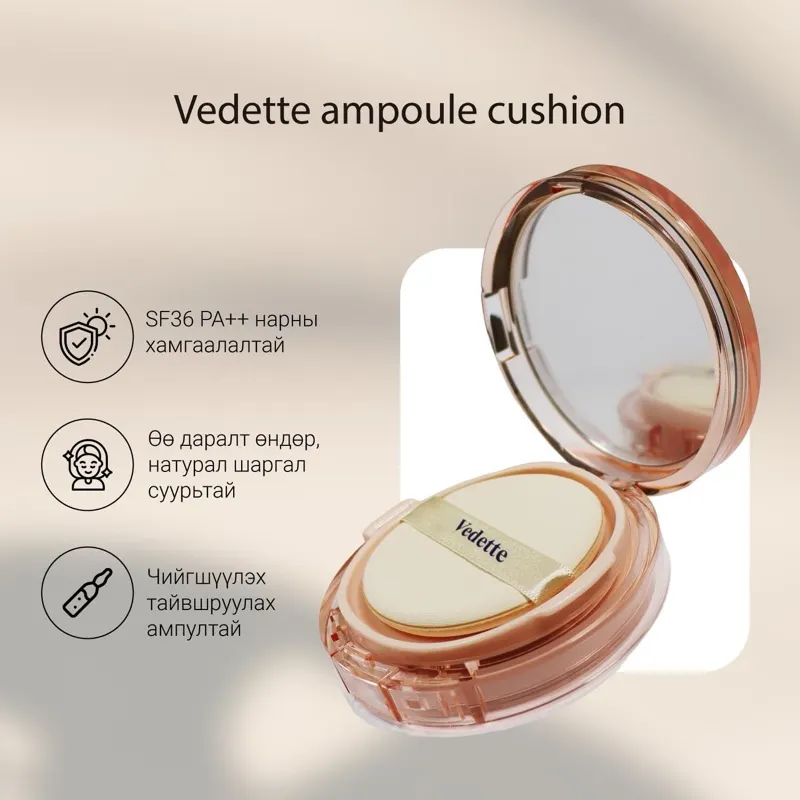 Vedette ampoule cushion
SF36 PA++ нарны
хамгаалалтай
Өө даралт өндөр,
натурал шаргал
суурьтай
Vedette
Чийгшүүлэх
тайвшруулах
ампултай